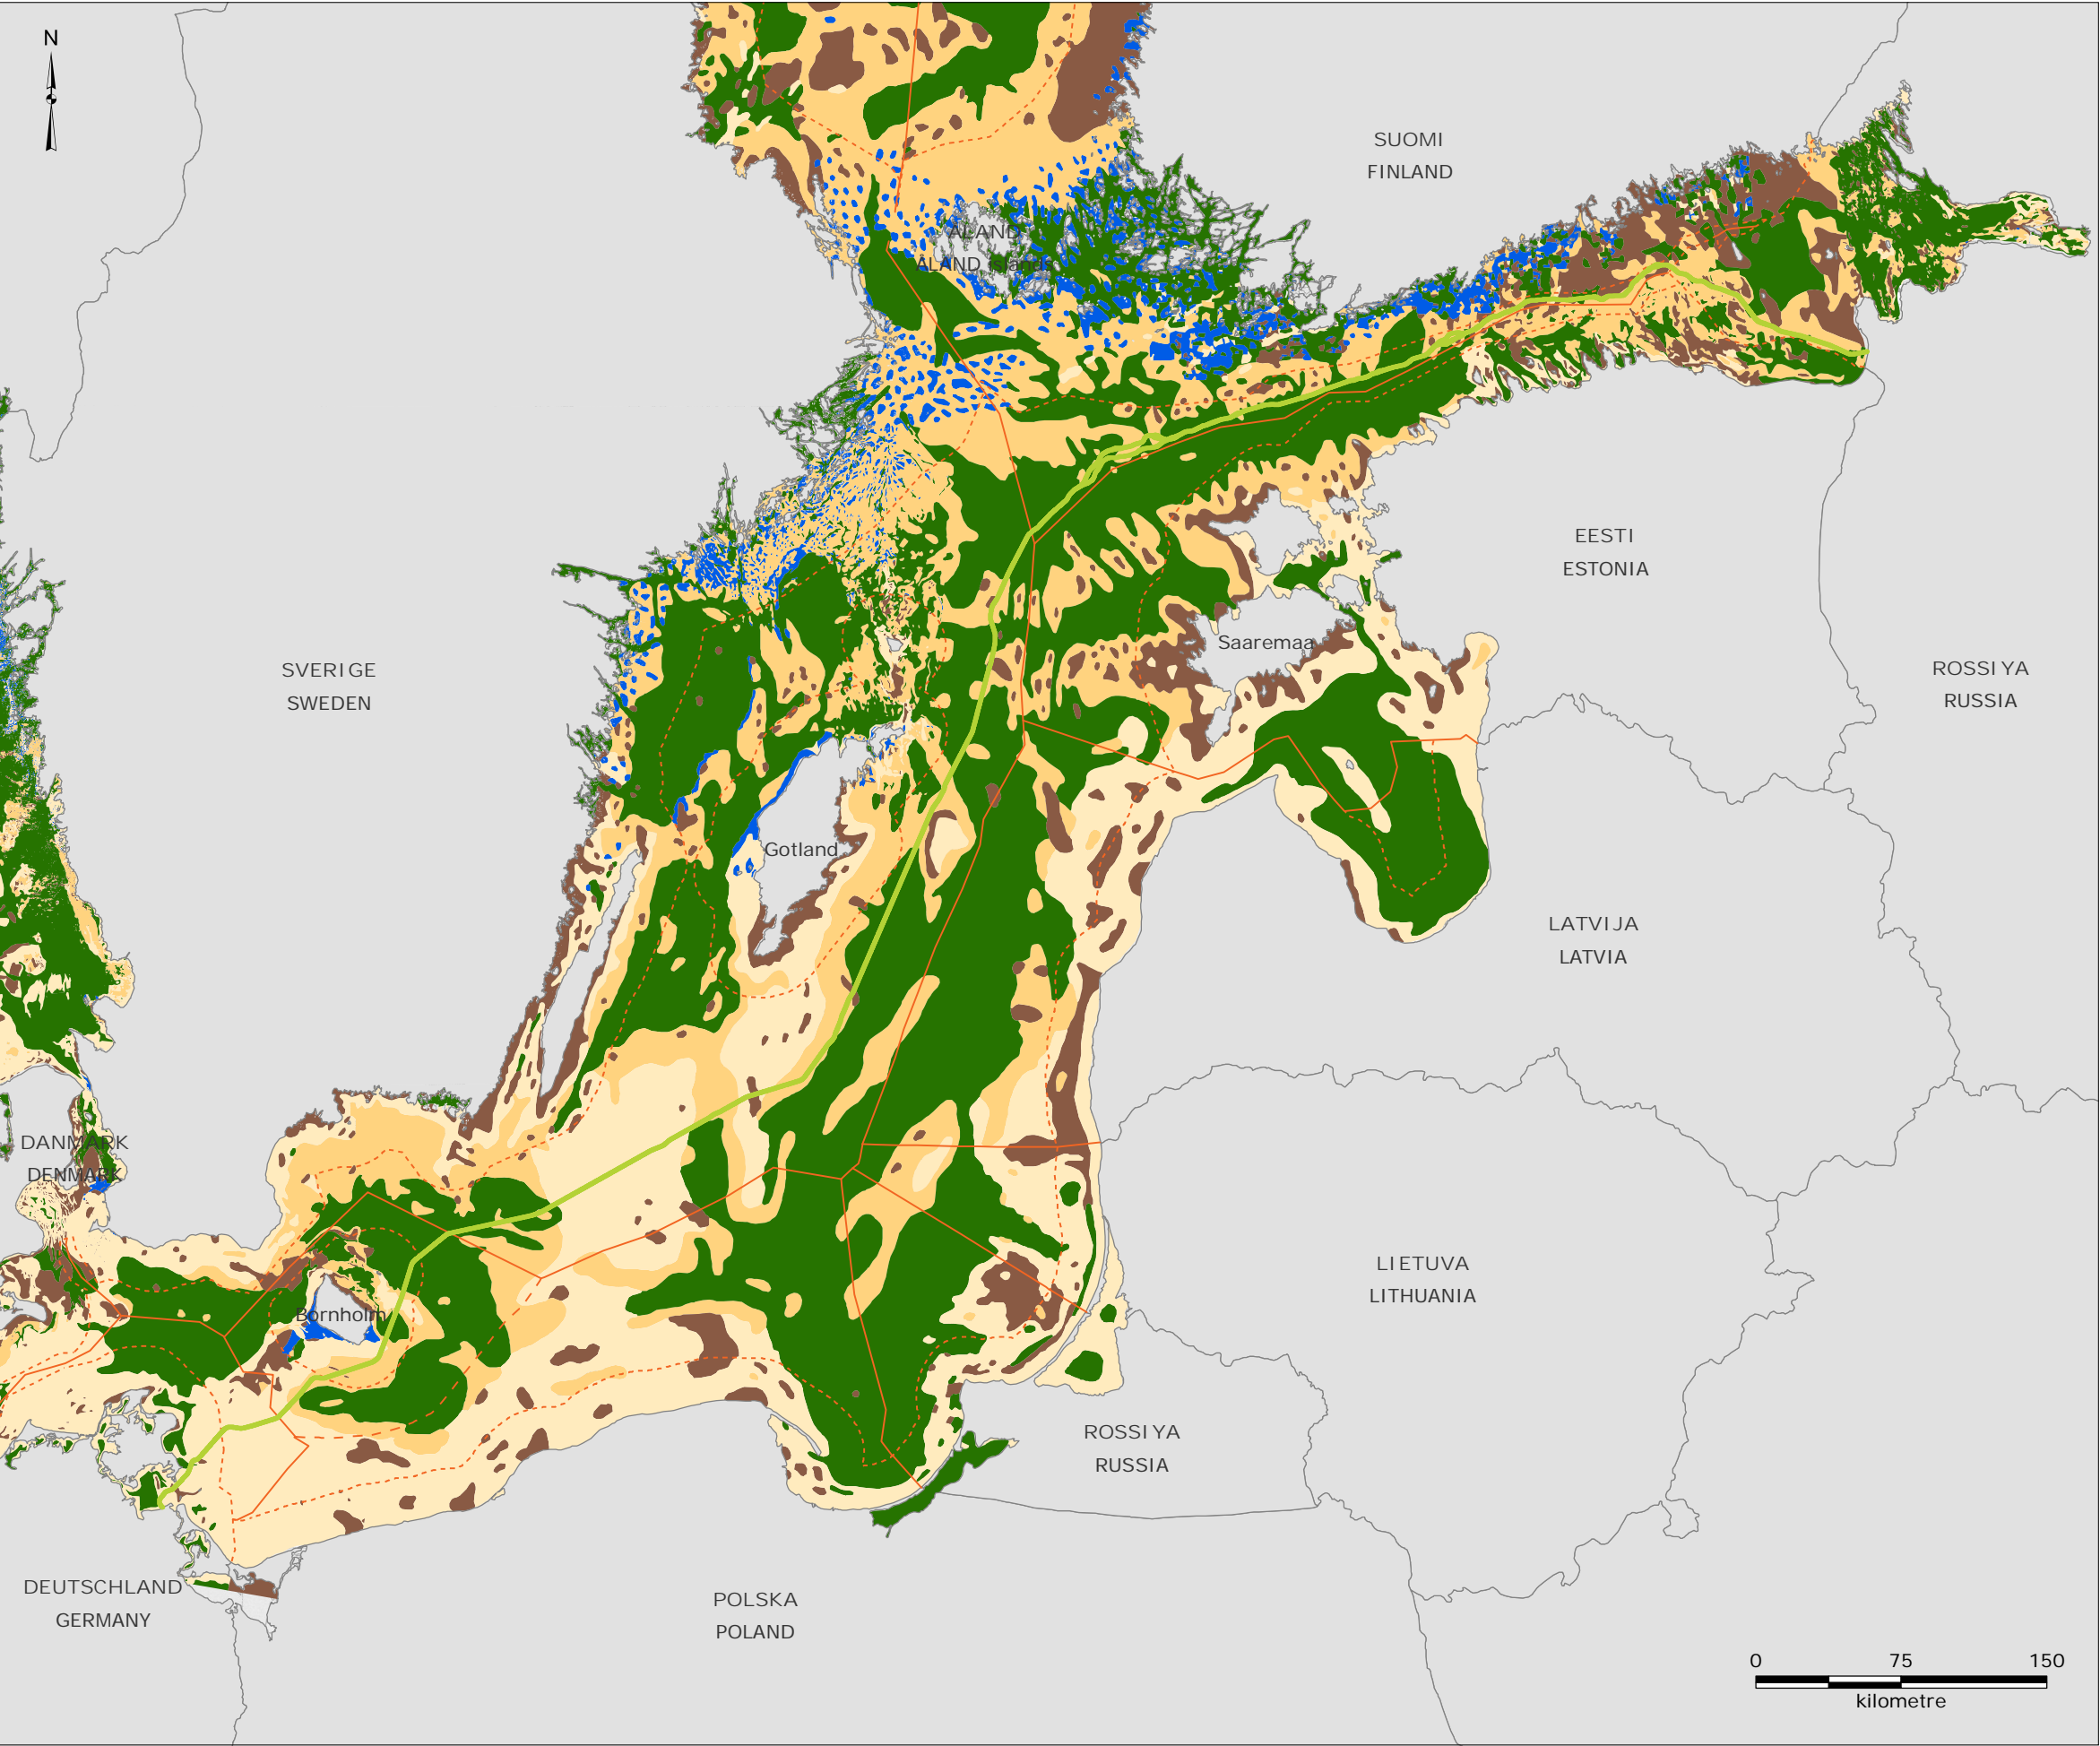 N
SUOMI
FINLAND
ÅLAND
ÅLAND Islands
EESTI
ESTONIA
Saaremaa
ROSSIYA
RUSSIA
SVERIGE
SWEDEN
Gotland
LATVIJA
LATVIA
DANMARK
DENMARK
LIETUVA
LITHUANIA
Bornholm
ROSSIYA
RUSSIA
DEUTSCHLAND
GERMANY
POLSKA
POLAND
0 75 150
kilometre